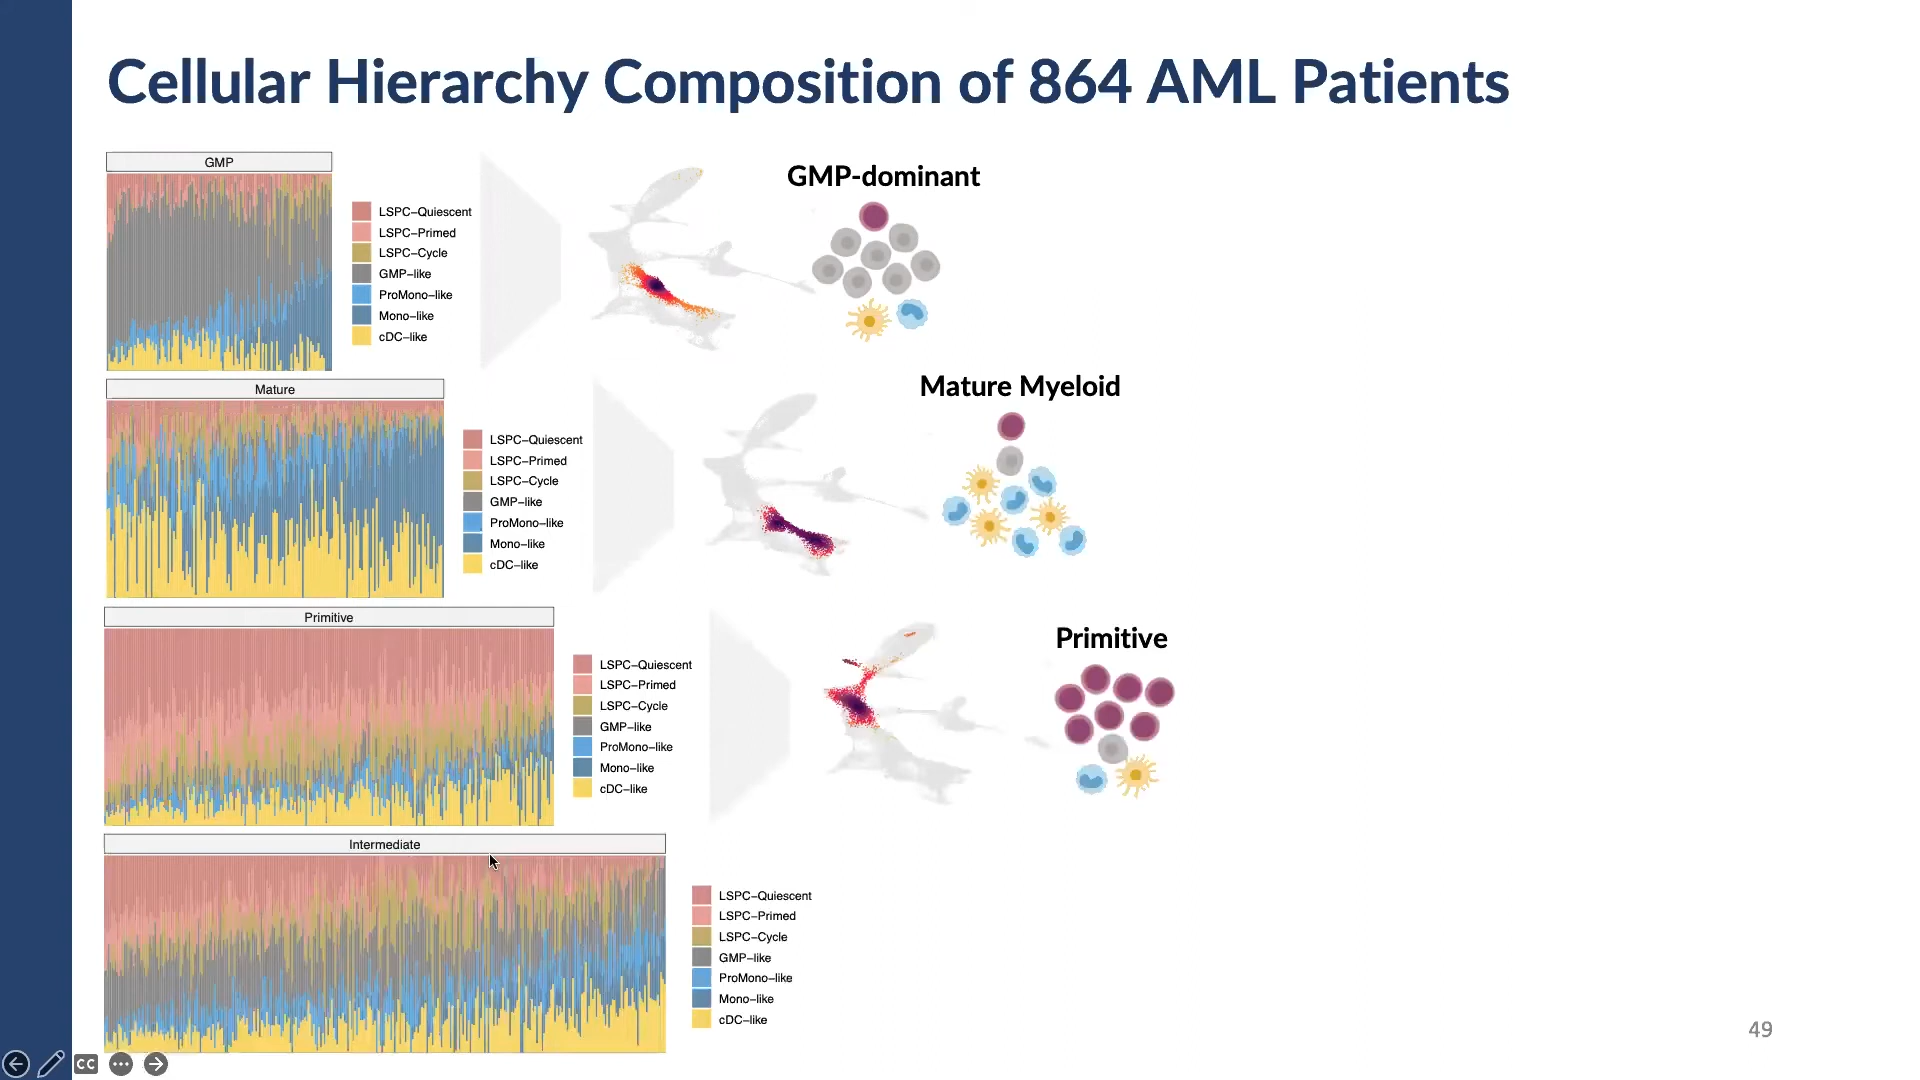 Cellular Hierarchy Composition of 864 AML Patients
GMP
LSPC–Quiescent
LSPC–Primed
LSPC–Cycle
GMP–like
ProMono–like
Mono–like
cDC–like
GMP-dominant
Mature
LSPC–Quiescent
LSPC–Primed
LSPC–Cycle
GMP–like
ProMono–like
Mono–like
cDC–like
Mature Myeloid
Primitive
LSPC–Quiescent
LSPC–Primed
LSPC–Cycle
GMP–like
ProMono–like
Mono–like
cDC–like
Primitive
Intermediate
LSPC–Quiescent
LSPC–Primed
LSPC–Cycle
GMP–like
ProMono–like
Mono–like
cDC–like
49
CC